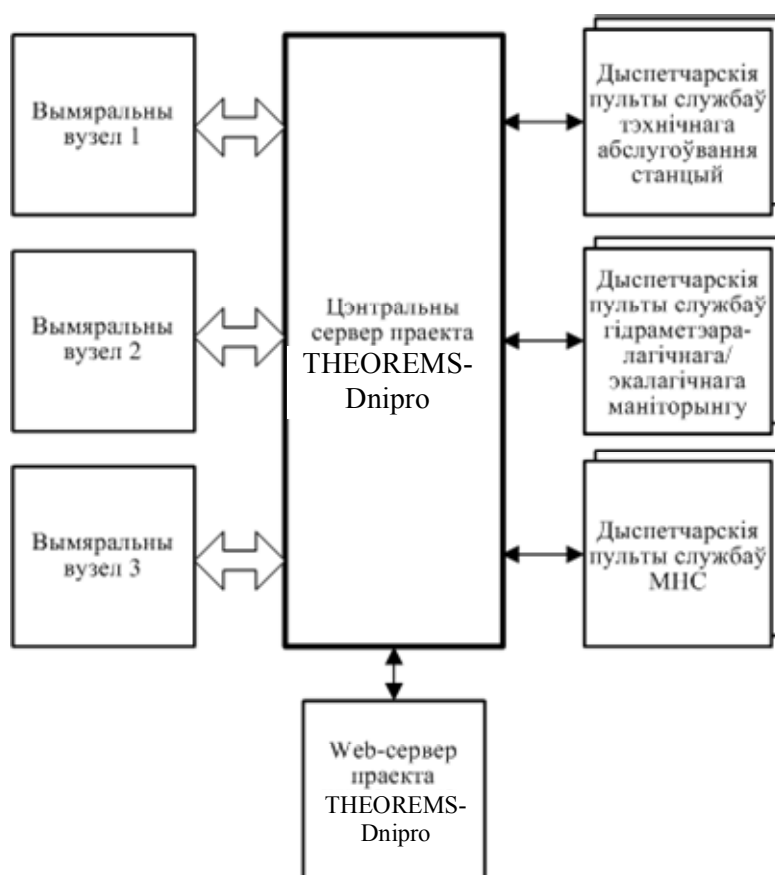 Вымяральны
вузел 1
Вымяральны
вузел 2
Вымяральны
вузел 3
Цэнтральны
сервер праекта
THEOREMS-
Dnipro
Дыспетчарскія
пульты службаў
тэхнічнага
абслугоўвання
станцый
Дыспетчарскія
пульты службаў
гідраметэара-
лагічнага/
экалагічнага
маніторынгу
Дыспетчарскія
пульты службаў
МНС
Web-сервер
праекта
THEOREMS-
Dnipro